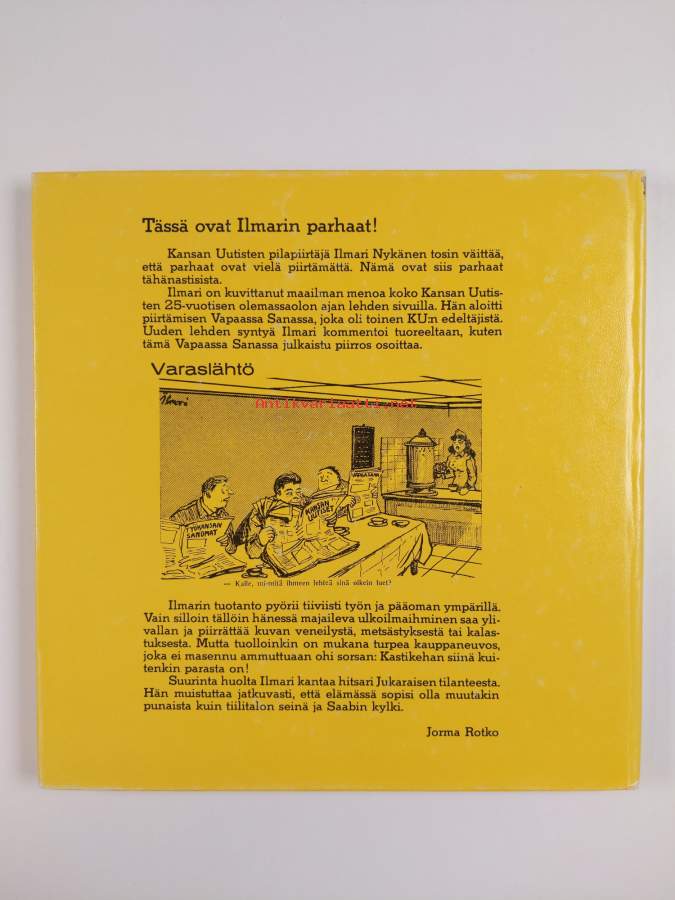 Tässä ovat Ilmarin parhaat!
Kansan Uutisten pilapiirtäjä Ilmari Nykänen tosin väittää,
että parhaat ovat vielä piirtämättä. Nämä ovat siis parhaat
tähänastisista.
Ilmari on kuvittanut maailman menoa koko Kansan Uutis-
ten 25-vuotisen olemassaolon ajan lehden sivuilla. Hän aloitti
piirtämisen Vapaassa Sanassa, joka oli toinen KU:n edeltäjistä.
Uuden lehden syntyä Ilmari kommentoi tuoreeltaan, kuten
tämä Vapaassa Sanassa julkaistu piirros osoittaa.
Varaslähtö
Ilmari
Antikvariaatti.net
VAPAA SANA
KANSAN
UUTISET
TYÖKANSAN
SANOMAT
— Kalle, mi-mitä ihmeen lehteä sinä oikein luet?
Ilmarin tuotanto pyörii tiiviisti työn ja pääoman ympärillä.
Vain silloin tällöin hänessä majaileva ulkoilmaihminen saa yli-
vallan ja piirrättää kuvan veneilystä, metsästyksestä tai kalas-
tuksesta. Mutta tuolloinkin on mukana turpea kauppaneuvos,
joka ei masennu ammuttuaan ohi sorsan: Kastikehan siinä kui-
tenkin parasta on!
Suurinta huolta Ilmari kantaa hitsari Jukaraisen tilanteesta.
Hän muistuttaa jatkuvasti, että elämässä sopisi olla muutakin
punaista kuin tiilitalon seinä ja Saabin kylki.
Jorma Rotko